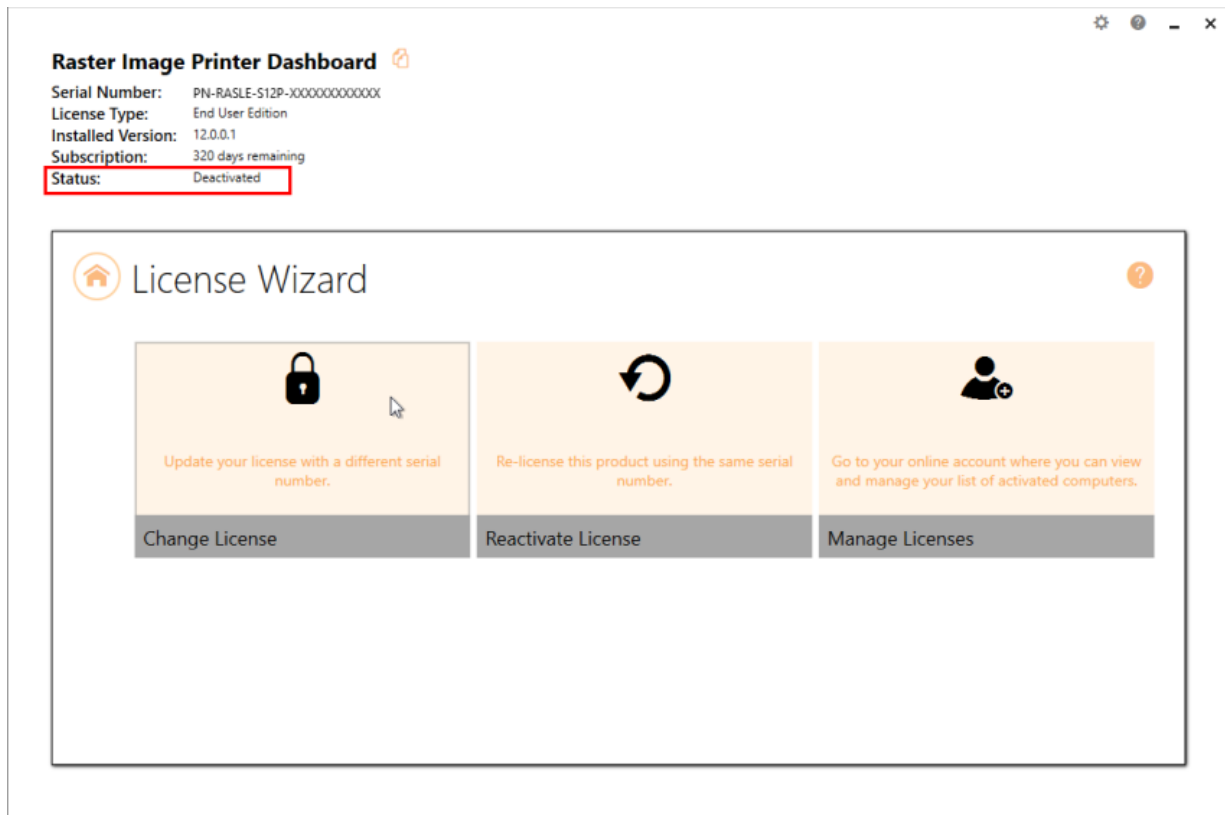 Raster Image Printer Dashboard
Serial Number: PN-RASLE-S12P-XXXXXXXXXXXX
License Type: End User Edition
Installed Version: 12.0.0.1
Subscription: 320 days remaining
Status: Deactivated
License Wizard
Update your license with a different serial
number.
Change License
Re-license this product using the same serial
number.
Reactivate License
Go to your online account where you can view
and manage your list of activated computers.
Manage Licenses